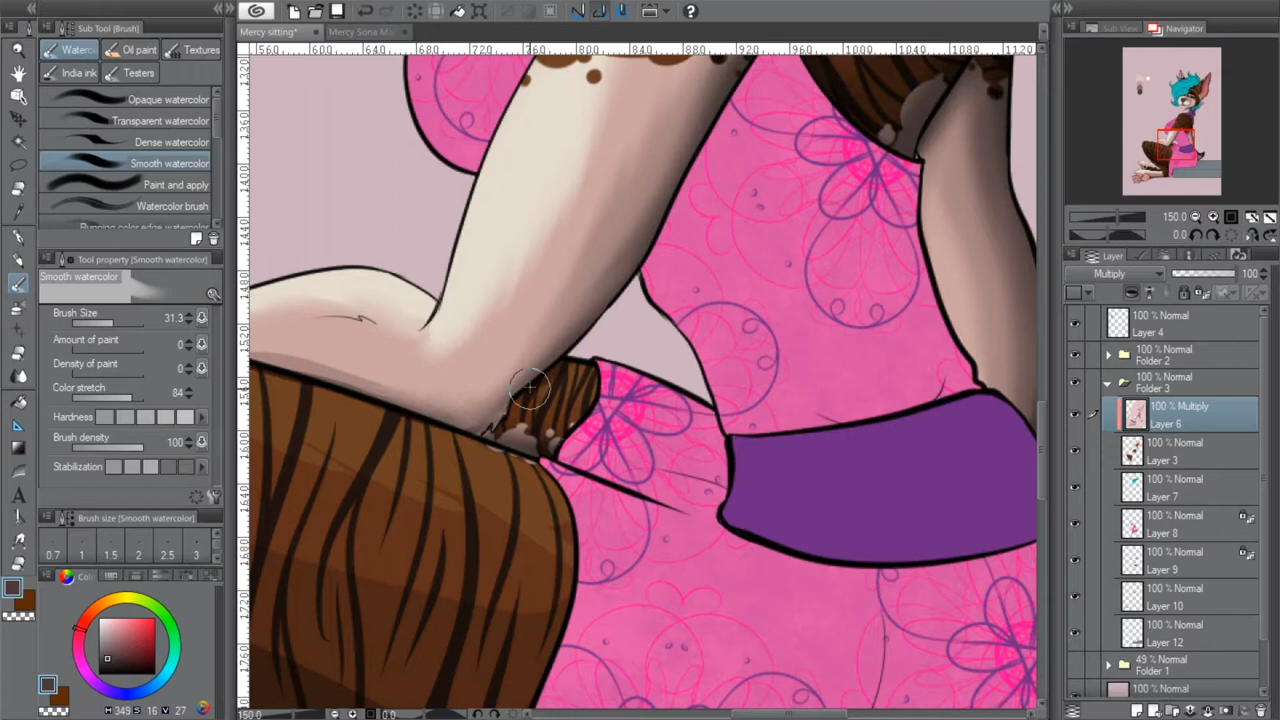 Sub Tool [Brush]
Waterc
Oil paint
Textures
India ink
Testers
Opaque watercolor
Transparent watercolor
Dense watercolor
Smooth watercolor
Paint and apply
Watercolor brush
Running color edge watercolor
Tool property [Smooth watercolor]
Smooth watercolor
Brush Size 31.3
Amount of paint 0
Density of paint 0
Color stretch 84
Hardness
Brush density 100
Stabilization
Brush size [Smooth watercolor]
0.7 1 1.5 2 2.5 3
H 349 S 16 V 27
Mercy sitting*
Mercy Sona Ma
560 600 640 680 720 760 800 840 880 920 960 1000 1040 1080 1120
1320
1360
1400
1440
1480
1520
1560
1600
1640
1680
1720
1760
150.0
0.0
Sub View
Navigator
150.0
0.0
Layer
Multiply 100
100 % Normal
Layer 4
100 % Normal
Folder 2
100 % Normal
Folder 3
100 % Multiply
Layer 6
100 % Normal
Layer 3
100 % Normal
Layer 7
100 % Normal
Layer 8
100 % Normal
Layer 9
100 % Normal
Layer 10
100 % Normal
Layer 12
49 % Normal
Folder 1
100 % Normal